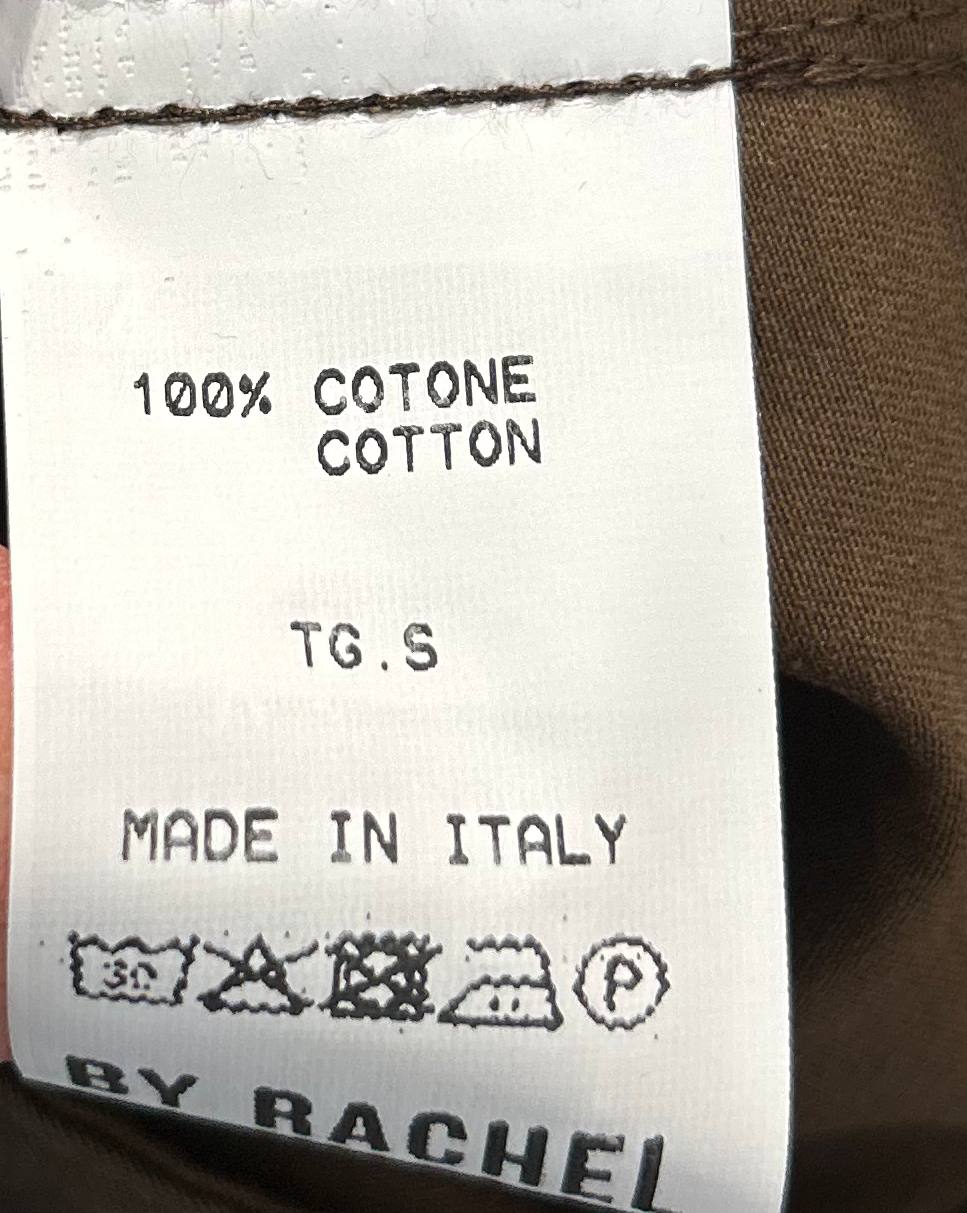 100% COTONE
COTTON
TG.S
MADE IN ITALY
30 P
BY RACHEL